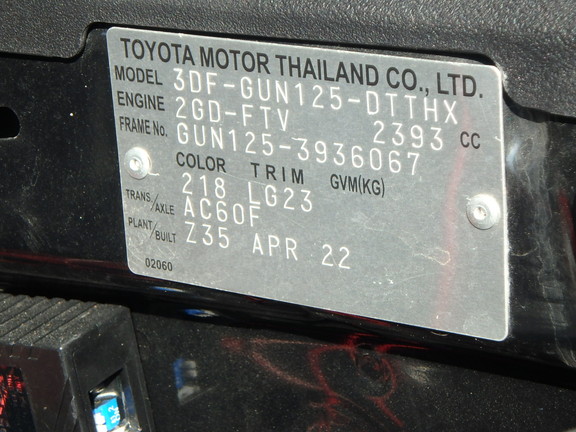 TOYOTA MOTOR THAILAND CO., LTD.
MODEL 3DF-GUN125-DTTHX
ENGINE 2GD-FTV 2393 CC
FRAME No. GUN125-3936067
COLOR TRIM GVM(KG)
218 LG23
TRANS/AXLE AC60F
PLANT/BUILT Z35 APR 22
02060